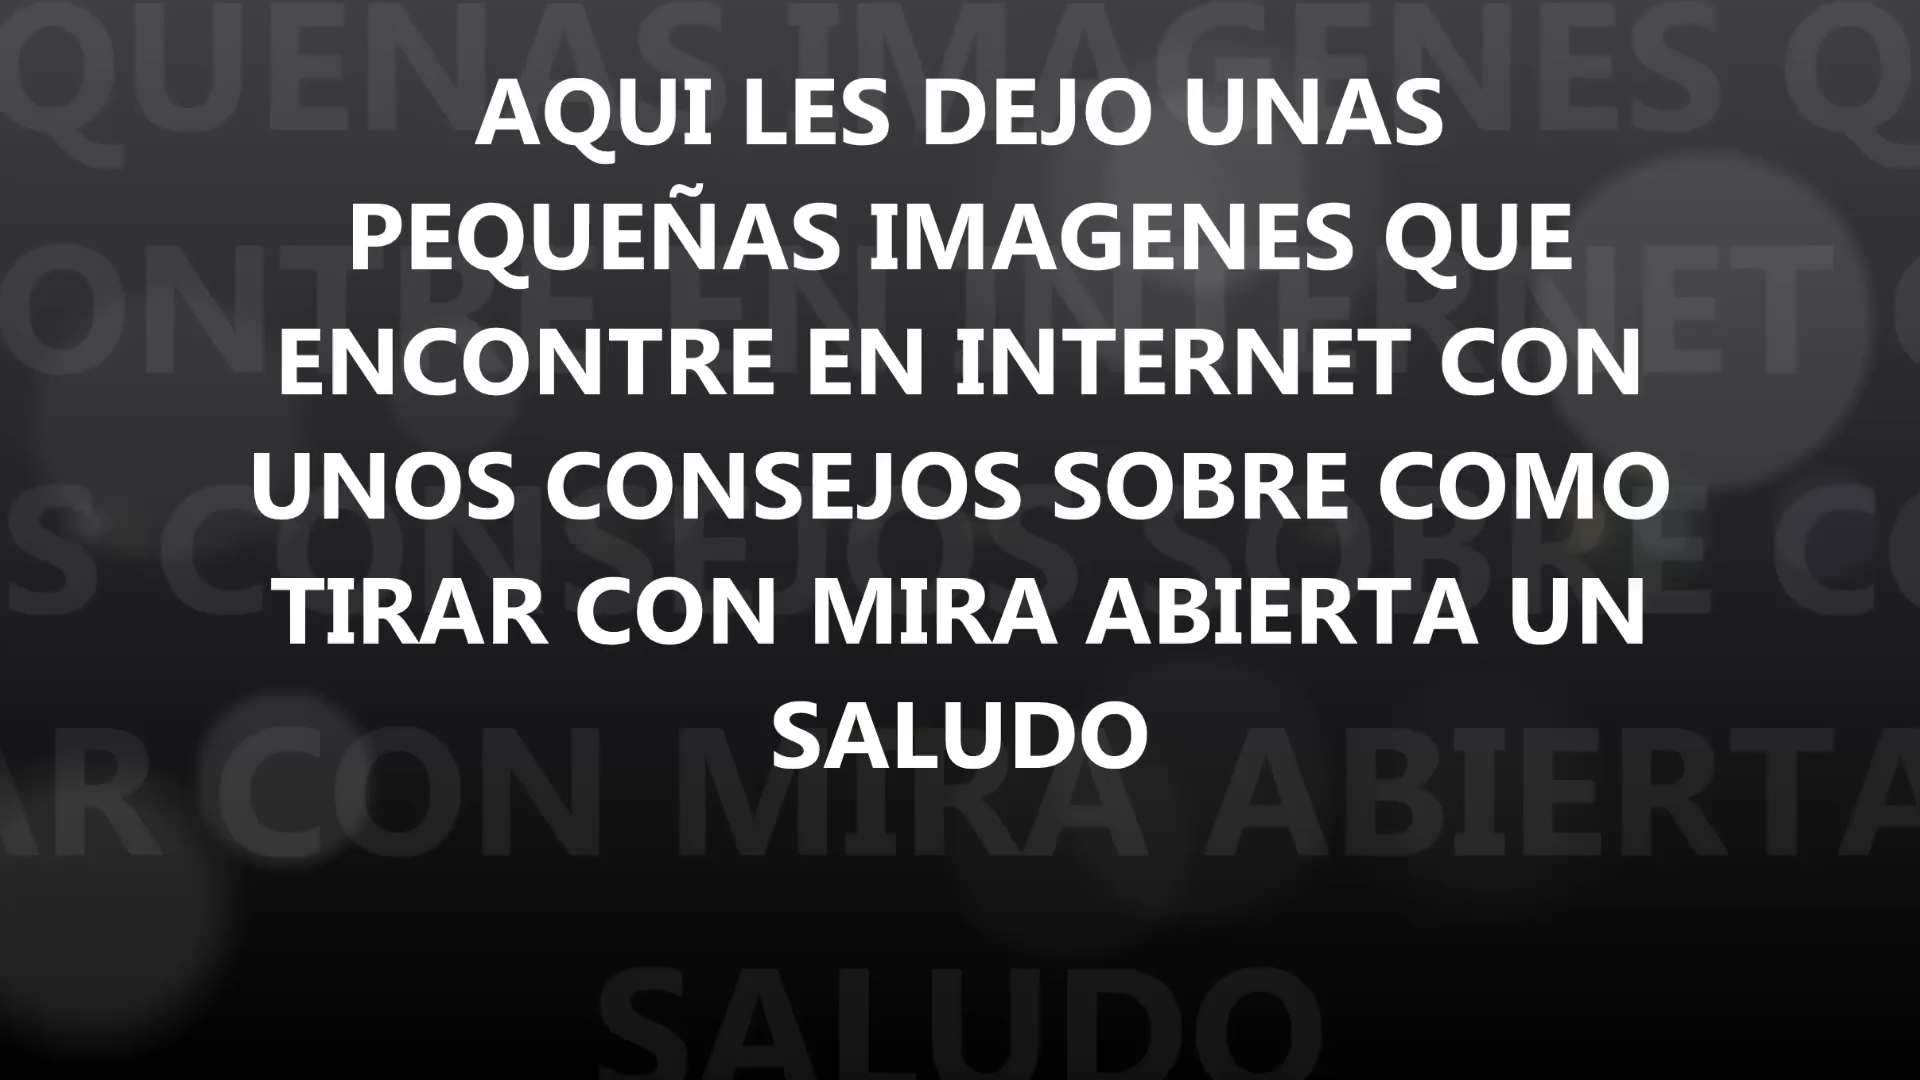 AQUI LES DEJO UNAS
PEQUEÑAS IMAGENES QUE
ENCONTRE EN INTERNET CON
UNOS CONSEJOS SOBRE COMO
TIRAR CON MIRA ABIERTA UN
SALUDO